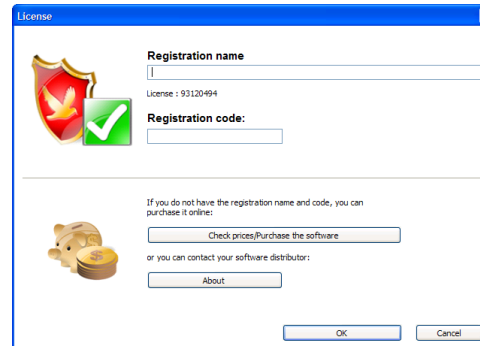 License
Registration name
License : 93120494
Registration code:
If you do not have the registration name and code, you can
purchase it online:
Check prices/Purchase the software
or you can contact your software distributor:
About
OK
Cancel